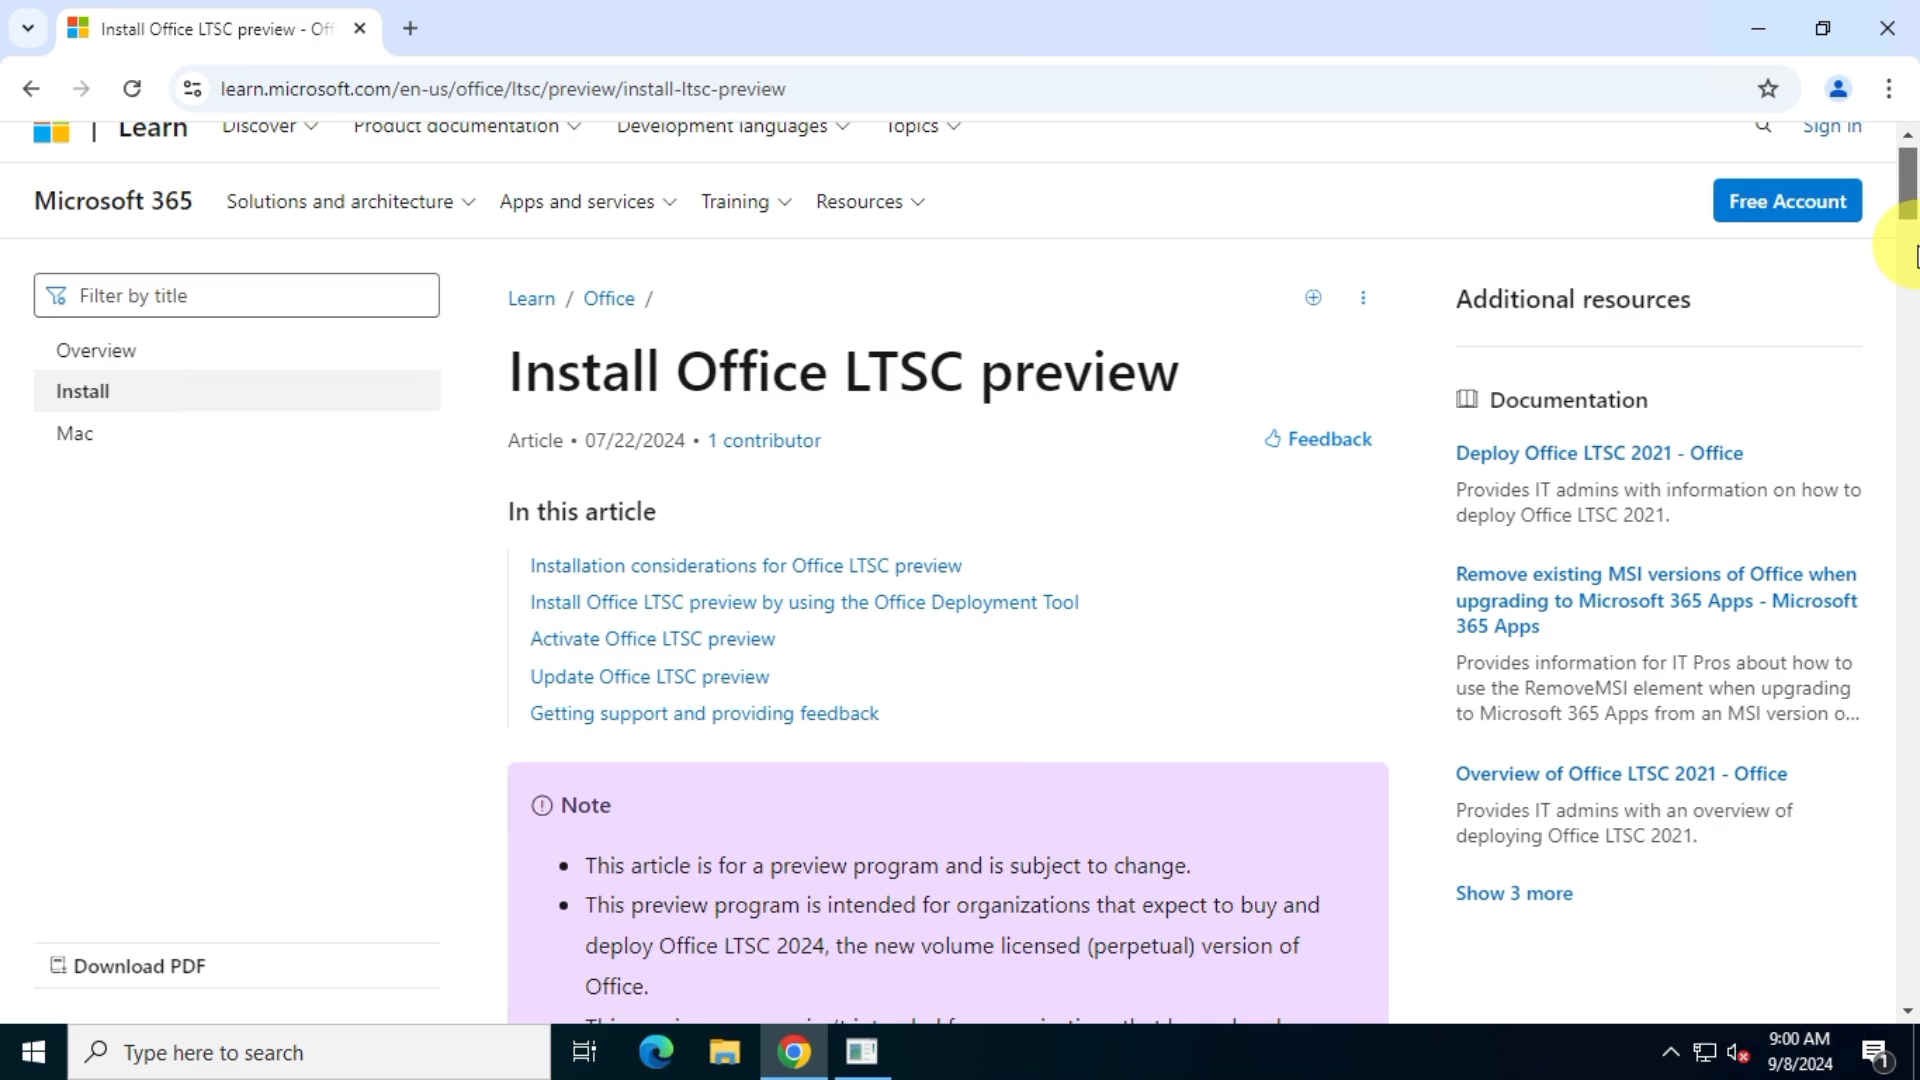 Install Office LTSC preview - Off
learn.microsoft.com/en-us/office/ltsc/preview/install-ltsc-preview
Learn Discover Product documentation Development languages Topics Sign in
Microsoft 365 Solutions and architecture Apps and services Training Resources Free Account
Filter by title
Overview
Install
Mac
Download PDF
Learn / Office /
Install Office LTSC preview
Article • 07/22/2024 • 1 contributor
Feedback
In this article
Installation considerations for Office LTSC preview
Install Office LTSC preview by using the Office Deployment Tool
Activate Office LTSC preview
Update Office LTSC preview
Getting support and providing feedback
Note
• This article is for a preview program and is subject to change.
• This preview program is intended for organizations that expect to buy and
deploy Office LTSC 2024, the new volume licensed (perpetual) version of
Office.
Additional resources
Documentation
Deploy Office LTSC 2021 - Office
Provides IT admins with information on how to
deploy Office LTSC 2021.
Remove existing MSI versions of Office when
upgrading to Microsoft 365 Apps - Microsoft
365 Apps
Provides information for IT Pros about how to
use the RemoveMSI element when upgrading
to Microsoft 365 Apps from an MSI version o...
Overview of Office LTSC 2021 - Office
Provides IT admins with an overview of
deploying Office LTSC 2021.
Show 3 more
Type here to search
9:00 AM
9/8/2024
1